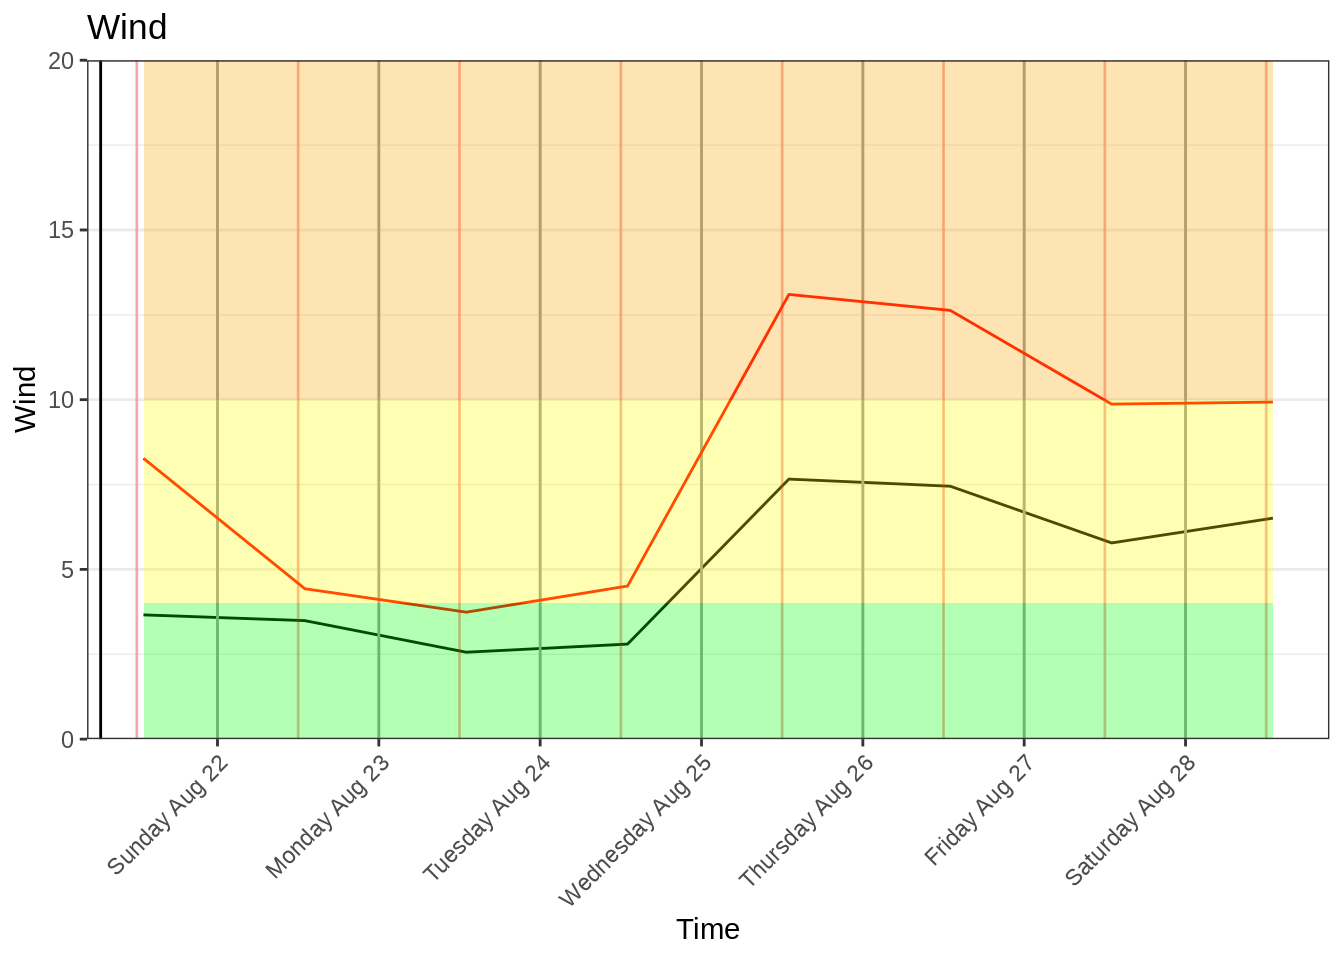 Wind
20
15
10
5
0
Wind
Sunday Aug 22
Monday Aug 23
Tuesday Aug 24
Wednesday Aug 25
Thursday Aug 26
Friday Aug 27
Saturday Aug 28
Time